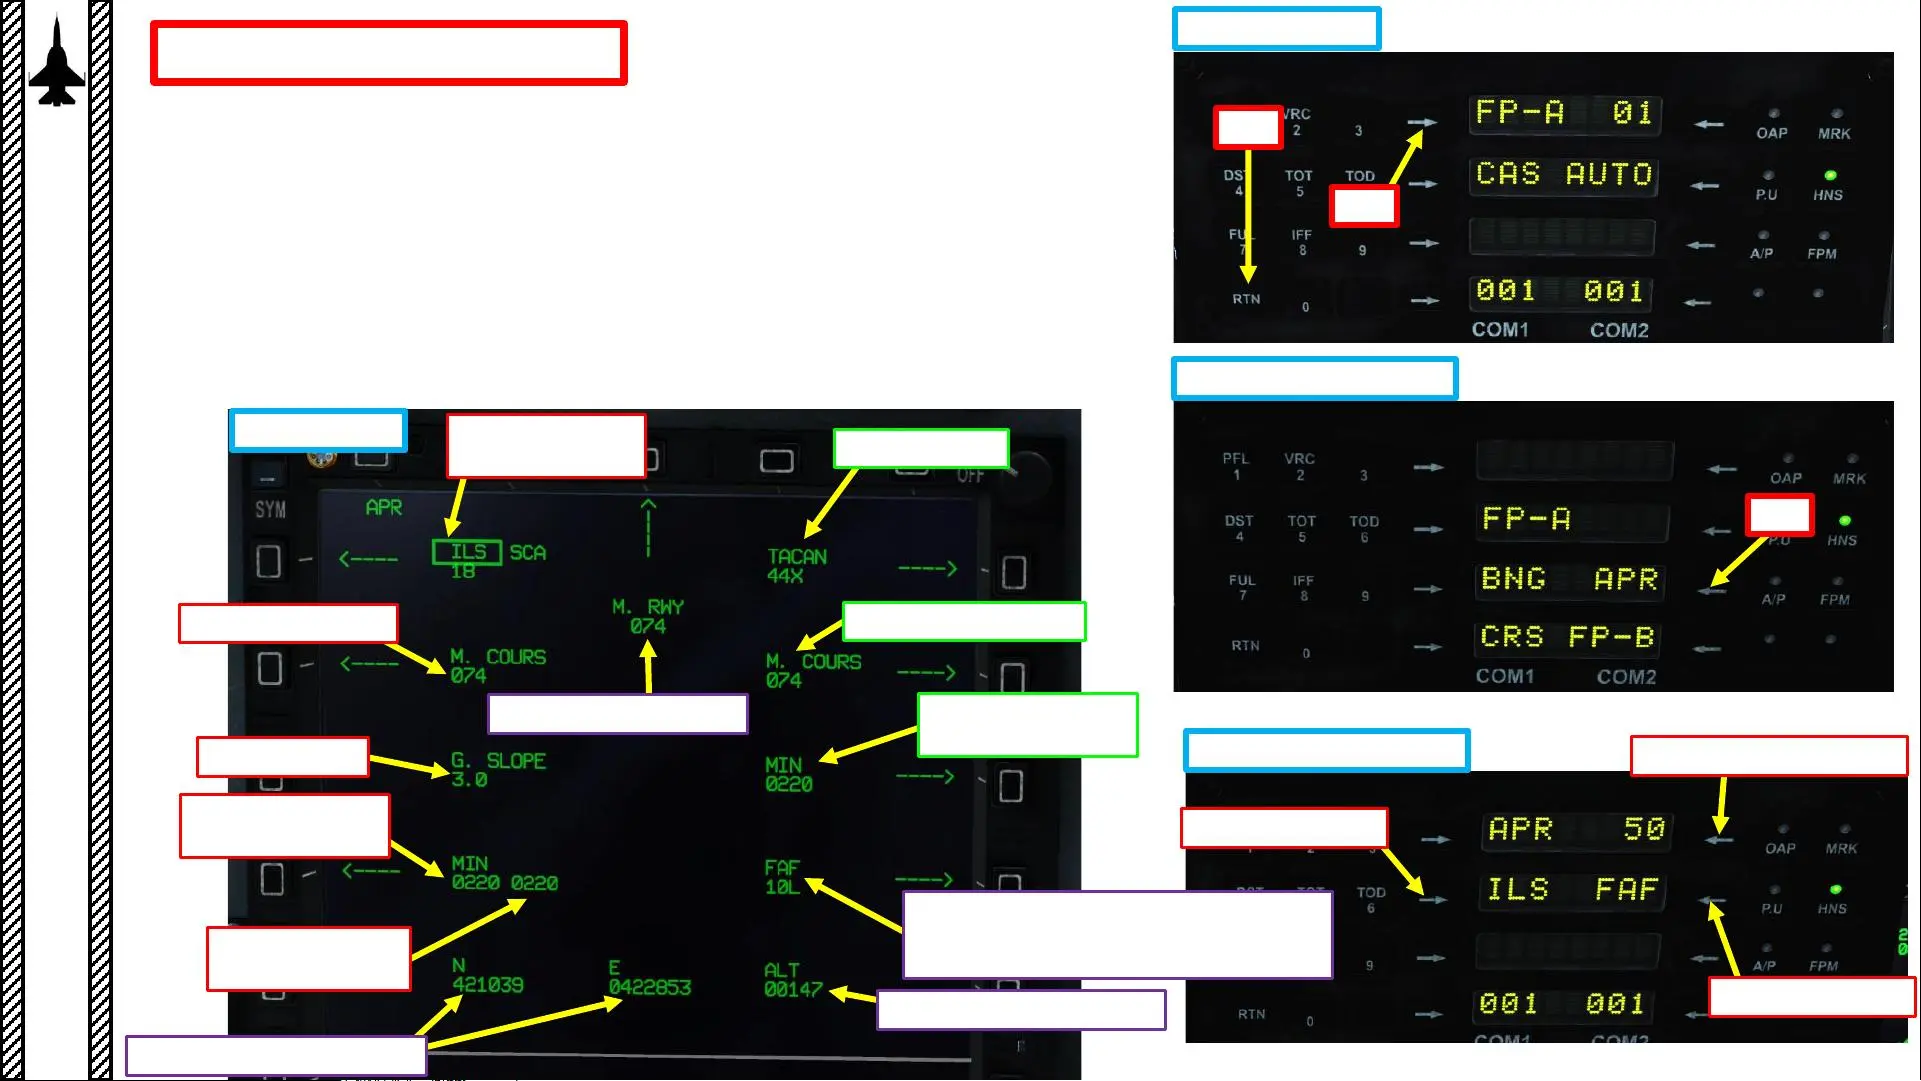 VRC
2 3
FP-A 01
OAP MRK
DST TOT TOD
4 5
CAS AUTO
P.U HNS
FUL IFF
7 8 9
A/P FPM
RTN 0
001 001
COM1 COM2
PFL VRC
1 2 3
OAP MRK
DST TOT TOD
4 5 6
FP-A
P.U HNS
FUL IFF
7 8 9
BNG APR
A/P FPM
RTN 0
CRS FP-B
COM1 COM2
OFF
SYM
APR
ILS SCA
18
TACAN
44X
M. RWY
074
M. COURS
074
M. COURS
074
G. SLOPE
3.0
MIN
0220
MIN
0220 0220
FAF
10L
N
421039
E
0422853
ALT
00147
APR 50
OAP MRK
TOD
6
ILS FAF
P.U HNS
9
A/P FPM
RTN 0
001 001
COM1 COM2